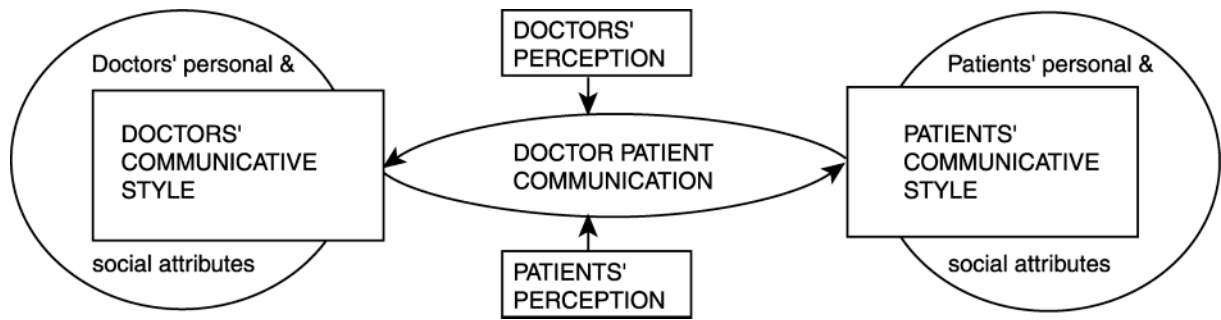 Doctors' personal &
DOCTORS'
COMMUNICATIVE
STYLE
social attributes
DOCTORS'
PERCEPTION
DOCTOR PATIENT
COMMUNICATION
PATIENTS'
PERCEPTION
Patients' personal &
PATIENTS'
COMMUNICATIVE
STYLE
social attributes